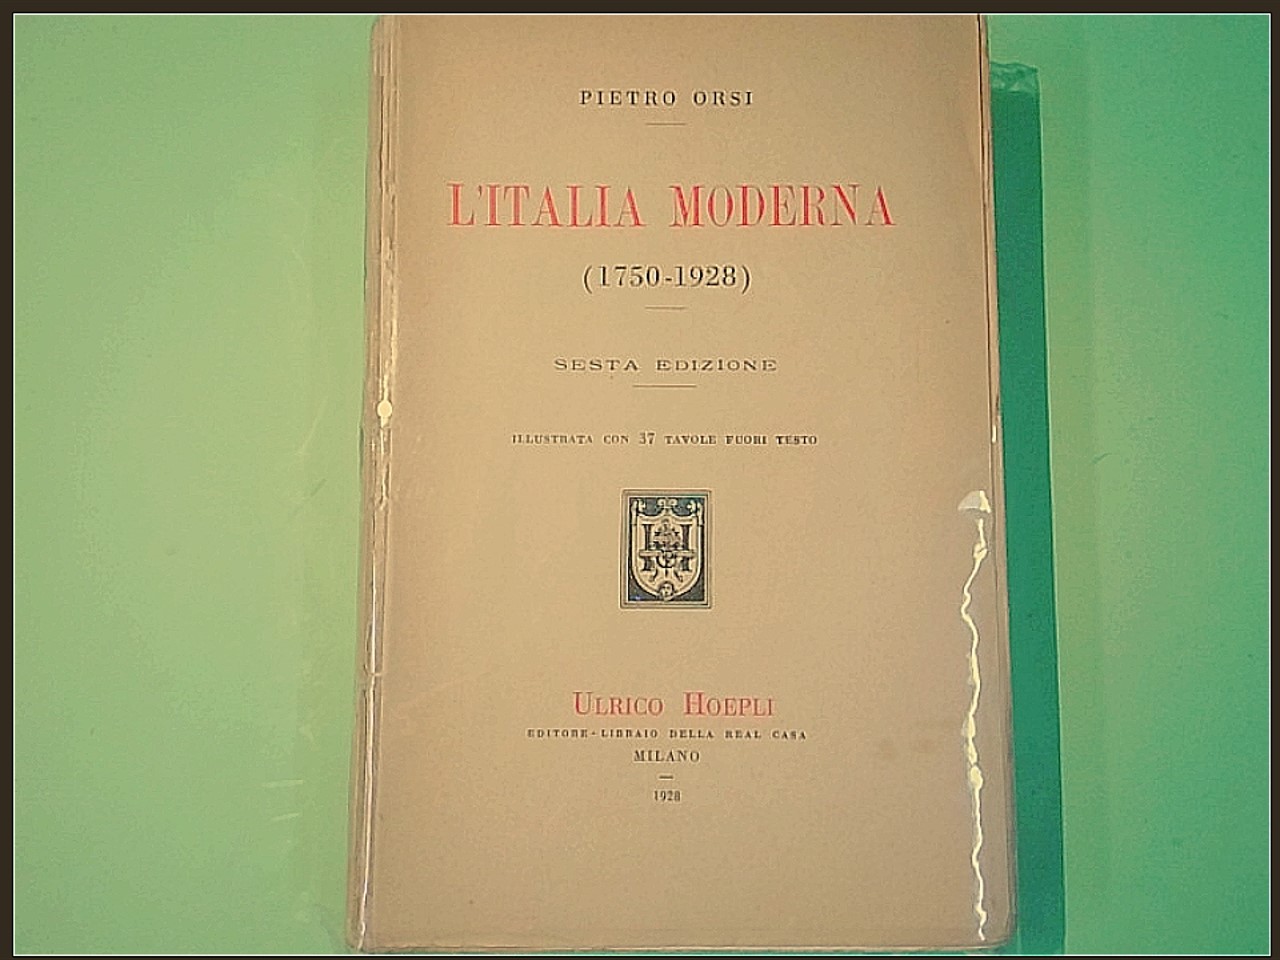 PIETRO ORSI
L'ITALIA MODERNA
(1750-1928)
SESTA EDIZIONE
ILLUSTRATA CON 37 TAVOLE FUORI TESTO
ULRICO HOEPLI
EDITORE-LIBRAIO DELLA REAL CASA
MILANO
1928